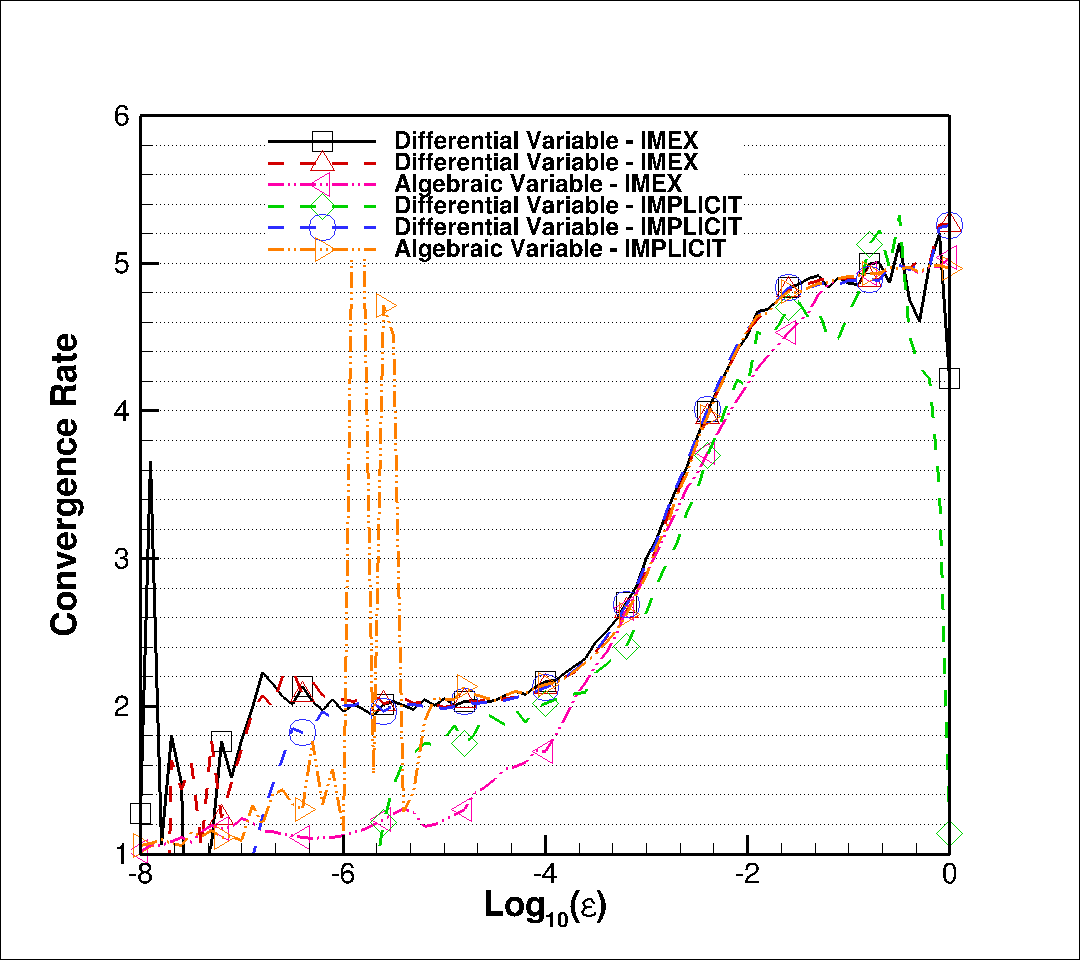 6
Differential Variable - IMEX
Differential Variable - IMEX
Algebraic Variable - IMEX
Differential Variable - IMPLICIT
Differential Variable - IMPLICIT
Algebraic Variable - IMPLICIT
5
4
3
2
1
Convergence Rate
-8 -6 -4 -2 0
Log₁₀(ε)